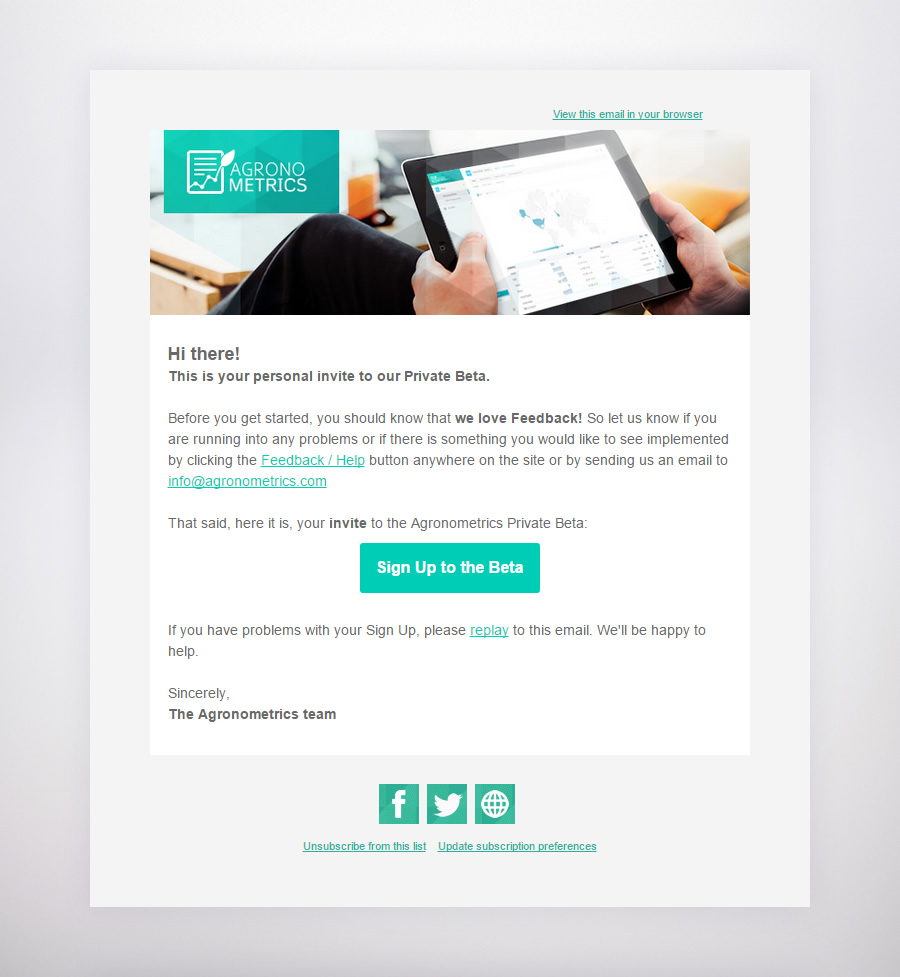 View this email in your browser
AGRONO
METRICS
Hi there!
This is your personal invite to our Private Beta.
Before you get started, you should know that we love Feedback! So let us know if you
are running into any problems or if there is something you would like to see implemented
by clicking the Feedback / Help button anywhere on the site or by sending us an email to
info@agronometrics.com
That said, here it is, your invite to the Agronometrics Private Beta:
Sign Up to the Beta
If you have problems with your Sign Up, please replay to this email. We'll be happy to
help.
Sincerely,
The Agronometrics team
Unsubscribe from this list Update subscription preferences